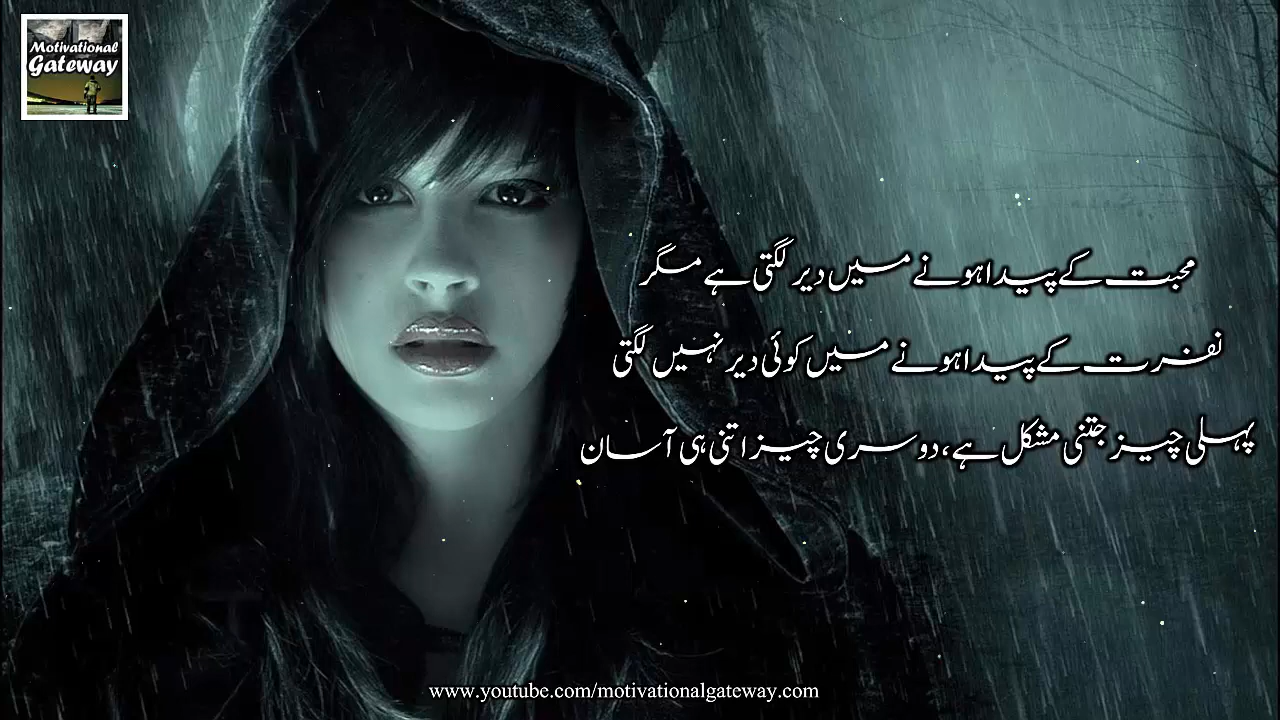 Motivational
Gateway
محبت کے پیدا ہونے میں دیر لگتی ہے مگر
نفرت کے پیدا ہونے میں کوئی دیر نہیں لگتی
پہلی چیز جتنی مشکل ہے، دوسری چیز اتنی ہی آسان
www.youtube.com/motivationalgateway.com